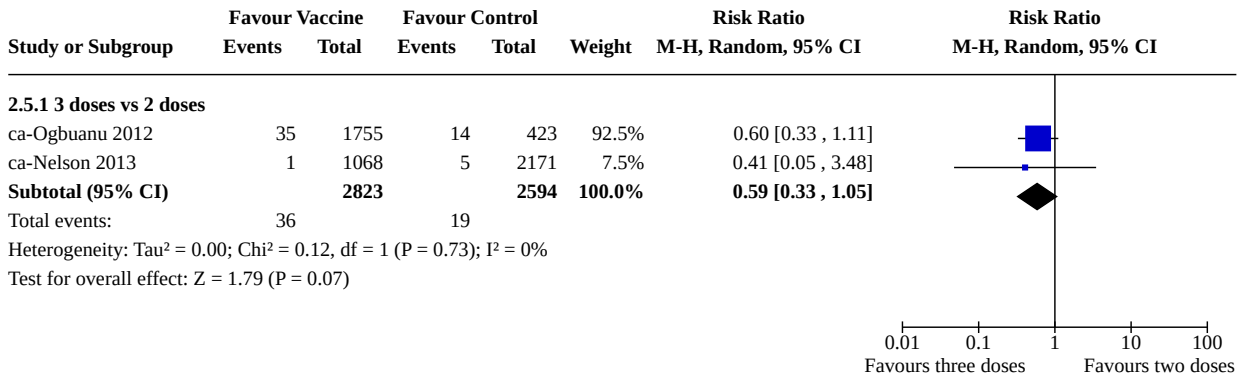 Favour Vaccine Favour Control Risk Ratio Risk Ratio
Study or Subgroup Events Total Events Total Weight M-H, Random, 95% CI M-H, Random, 95% CI
2.5.1 3 doses vs 2 doses
ca-Ogbuanu 2012 35 1755 14 423 92.5% 0.60 [0.33 , 1.11]
ca-Nelson 2013 1 1068 5 2171 7.5% 0.41 [0.05 , 3.48]
Subtotal (95% CI) 2823 2594 100.0% 0.59 [0.33 , 1.05]
Total events: 36 19
Heterogeneity: Tau² = 0.00; Chi² = 0.12, df = 1 (P = 0.73); I² = 0%
Test for overall effect: Z = 1.79 (P = 0.07)
0.01 0.1 1 10 100
Favours three doses Favours two doses